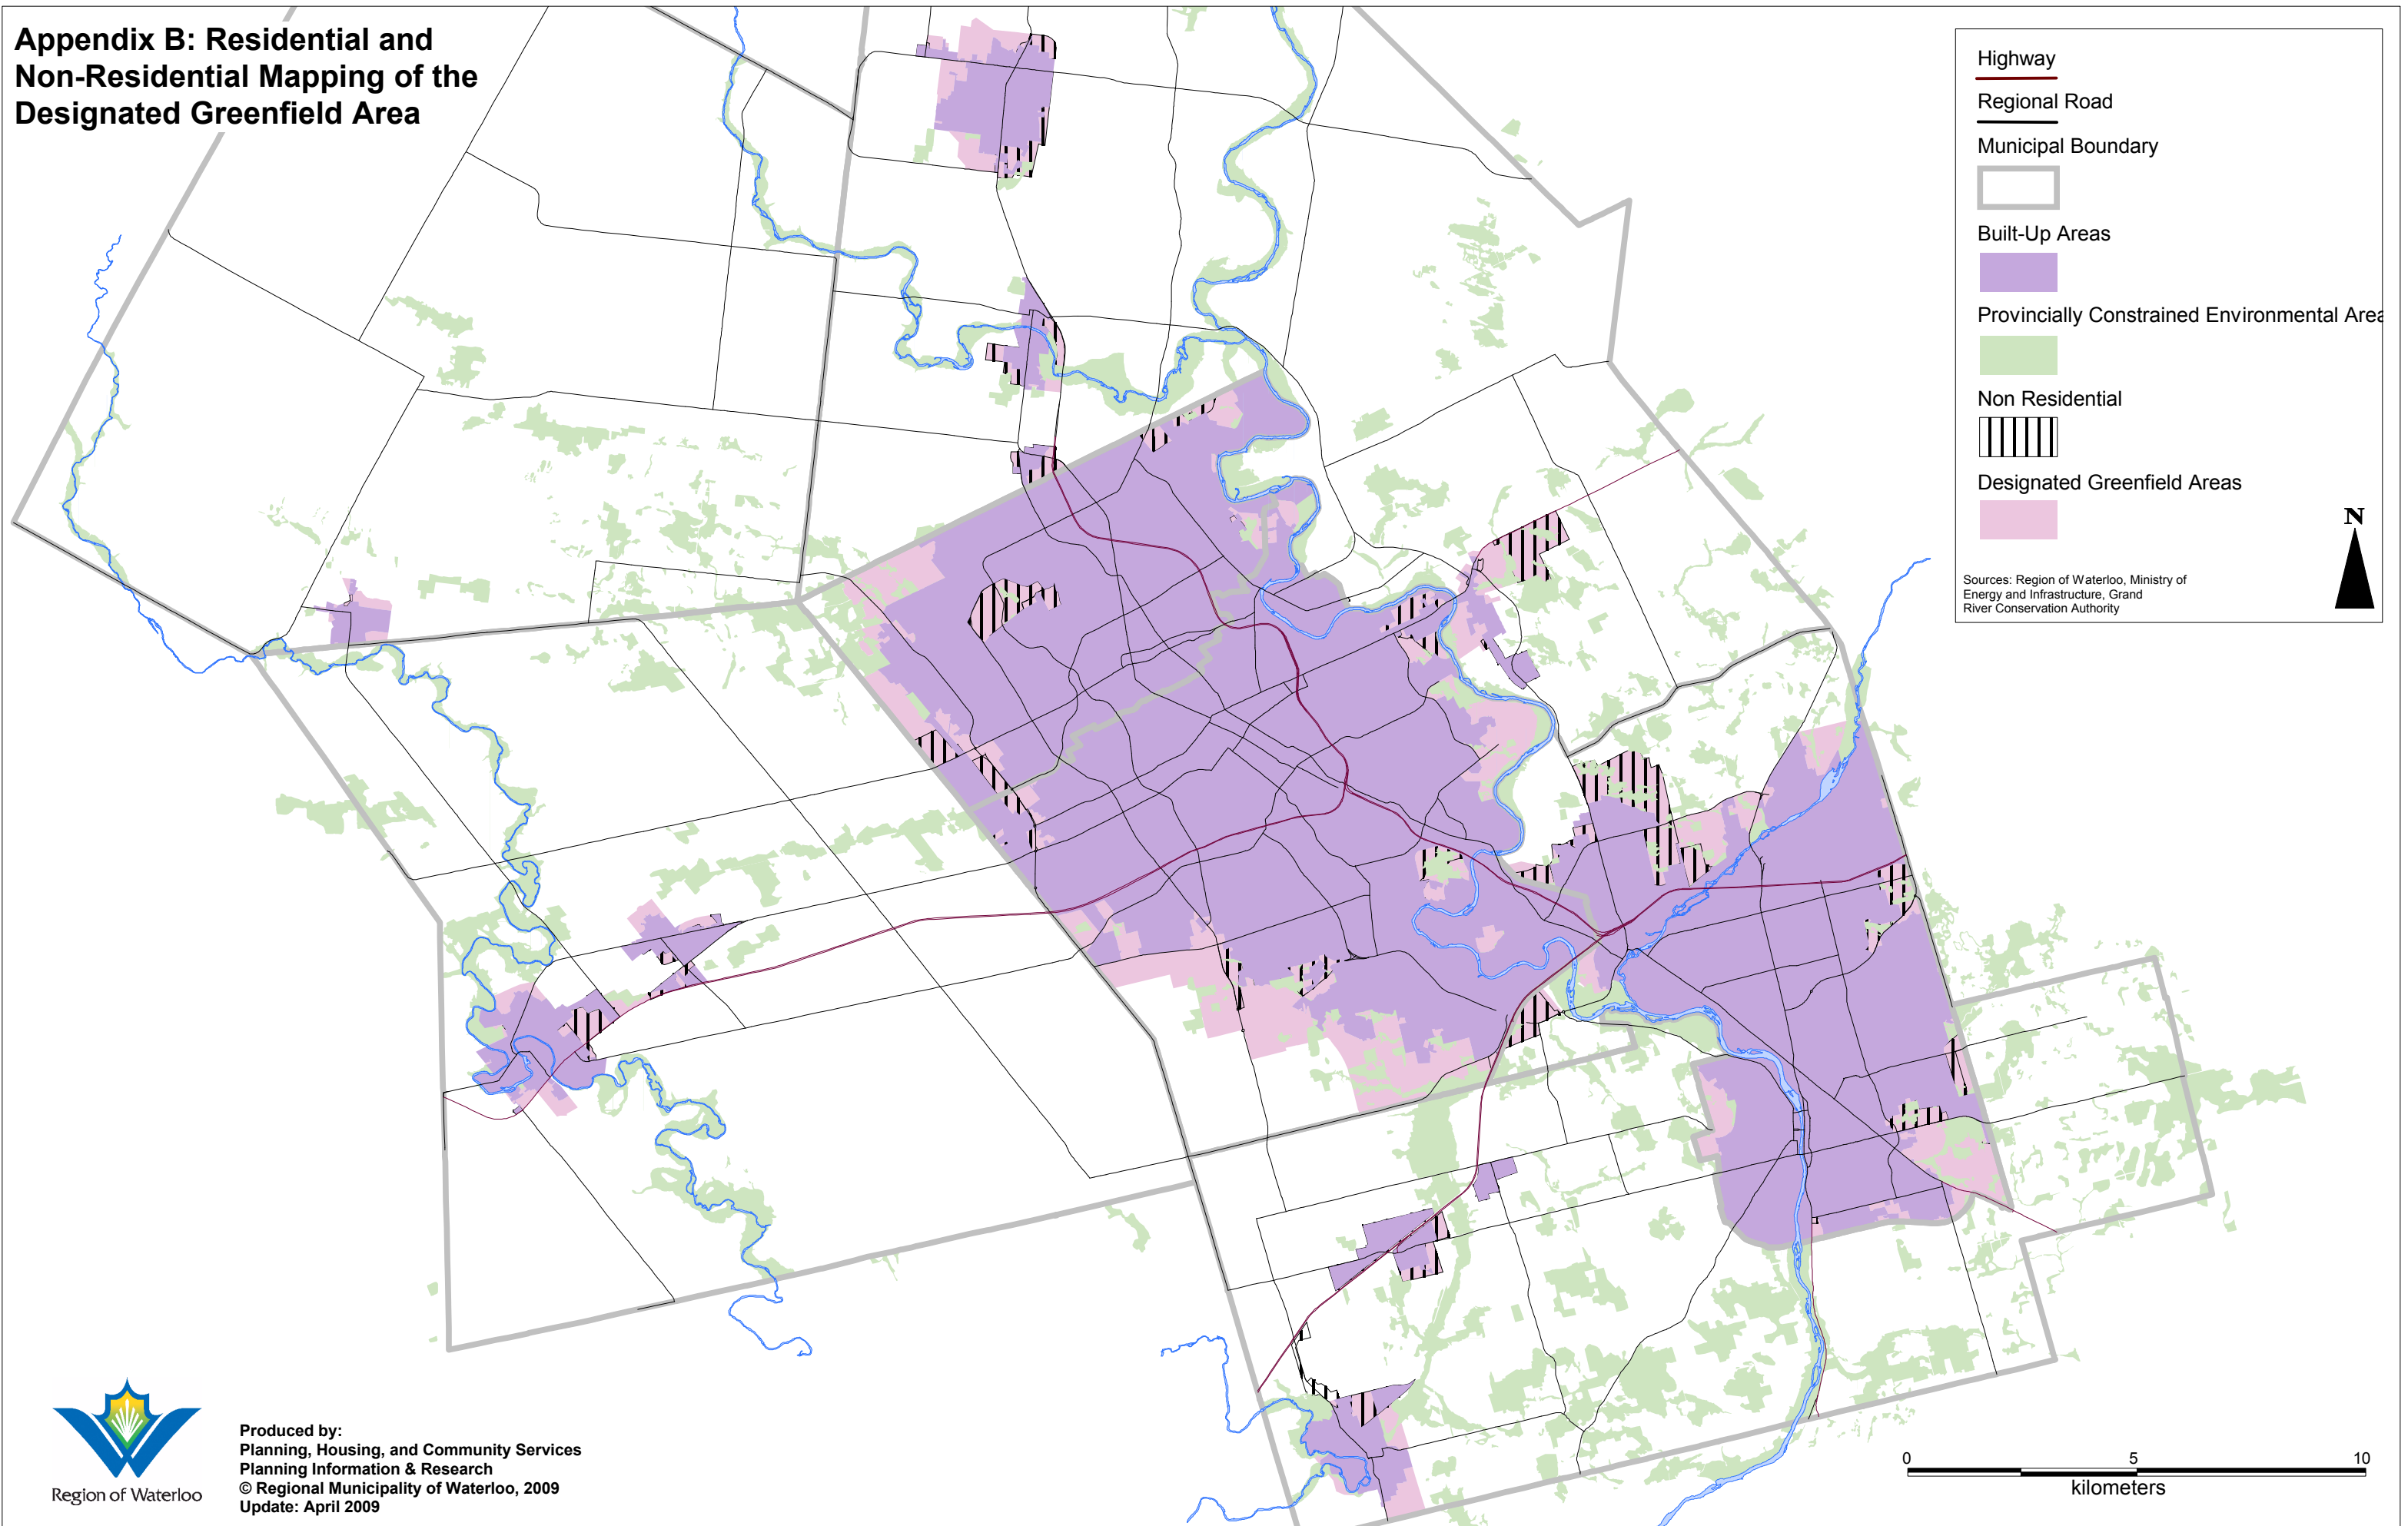 Appendix B: Residential and
Non-Residential Mapping of the
Designated Greenfield Area
Highway
Regional Road
Municipal Boundary
Built-Up Areas
Provincially Constrained Environmental Area
Non Residential
Designated Greenfield Areas
N
Sources: Region of Waterloo, Ministry of
Energy and Infrastructure, Grand
River Conservation Authority
Region of Waterloo
Produced by:
Planning, Housing, and Community Services
Planning Information & Research
© Regional Municipality of Waterloo, 2009
Update: April 2009
0 5 10
kilometers